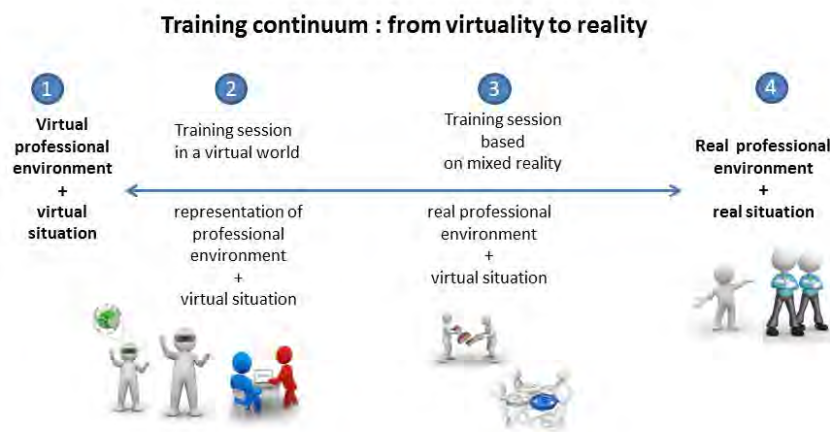 Training continuum : from virtuality to reality
1
Virtual
professional
environment
+
virtual
situation
2
Training session
in a virtual world
representation of
professional
environment
+
virtual situation
3
Training session
based
on mixed reality
real professional
environment
+
virtual situation
4
Real professional
environment
+
real situation